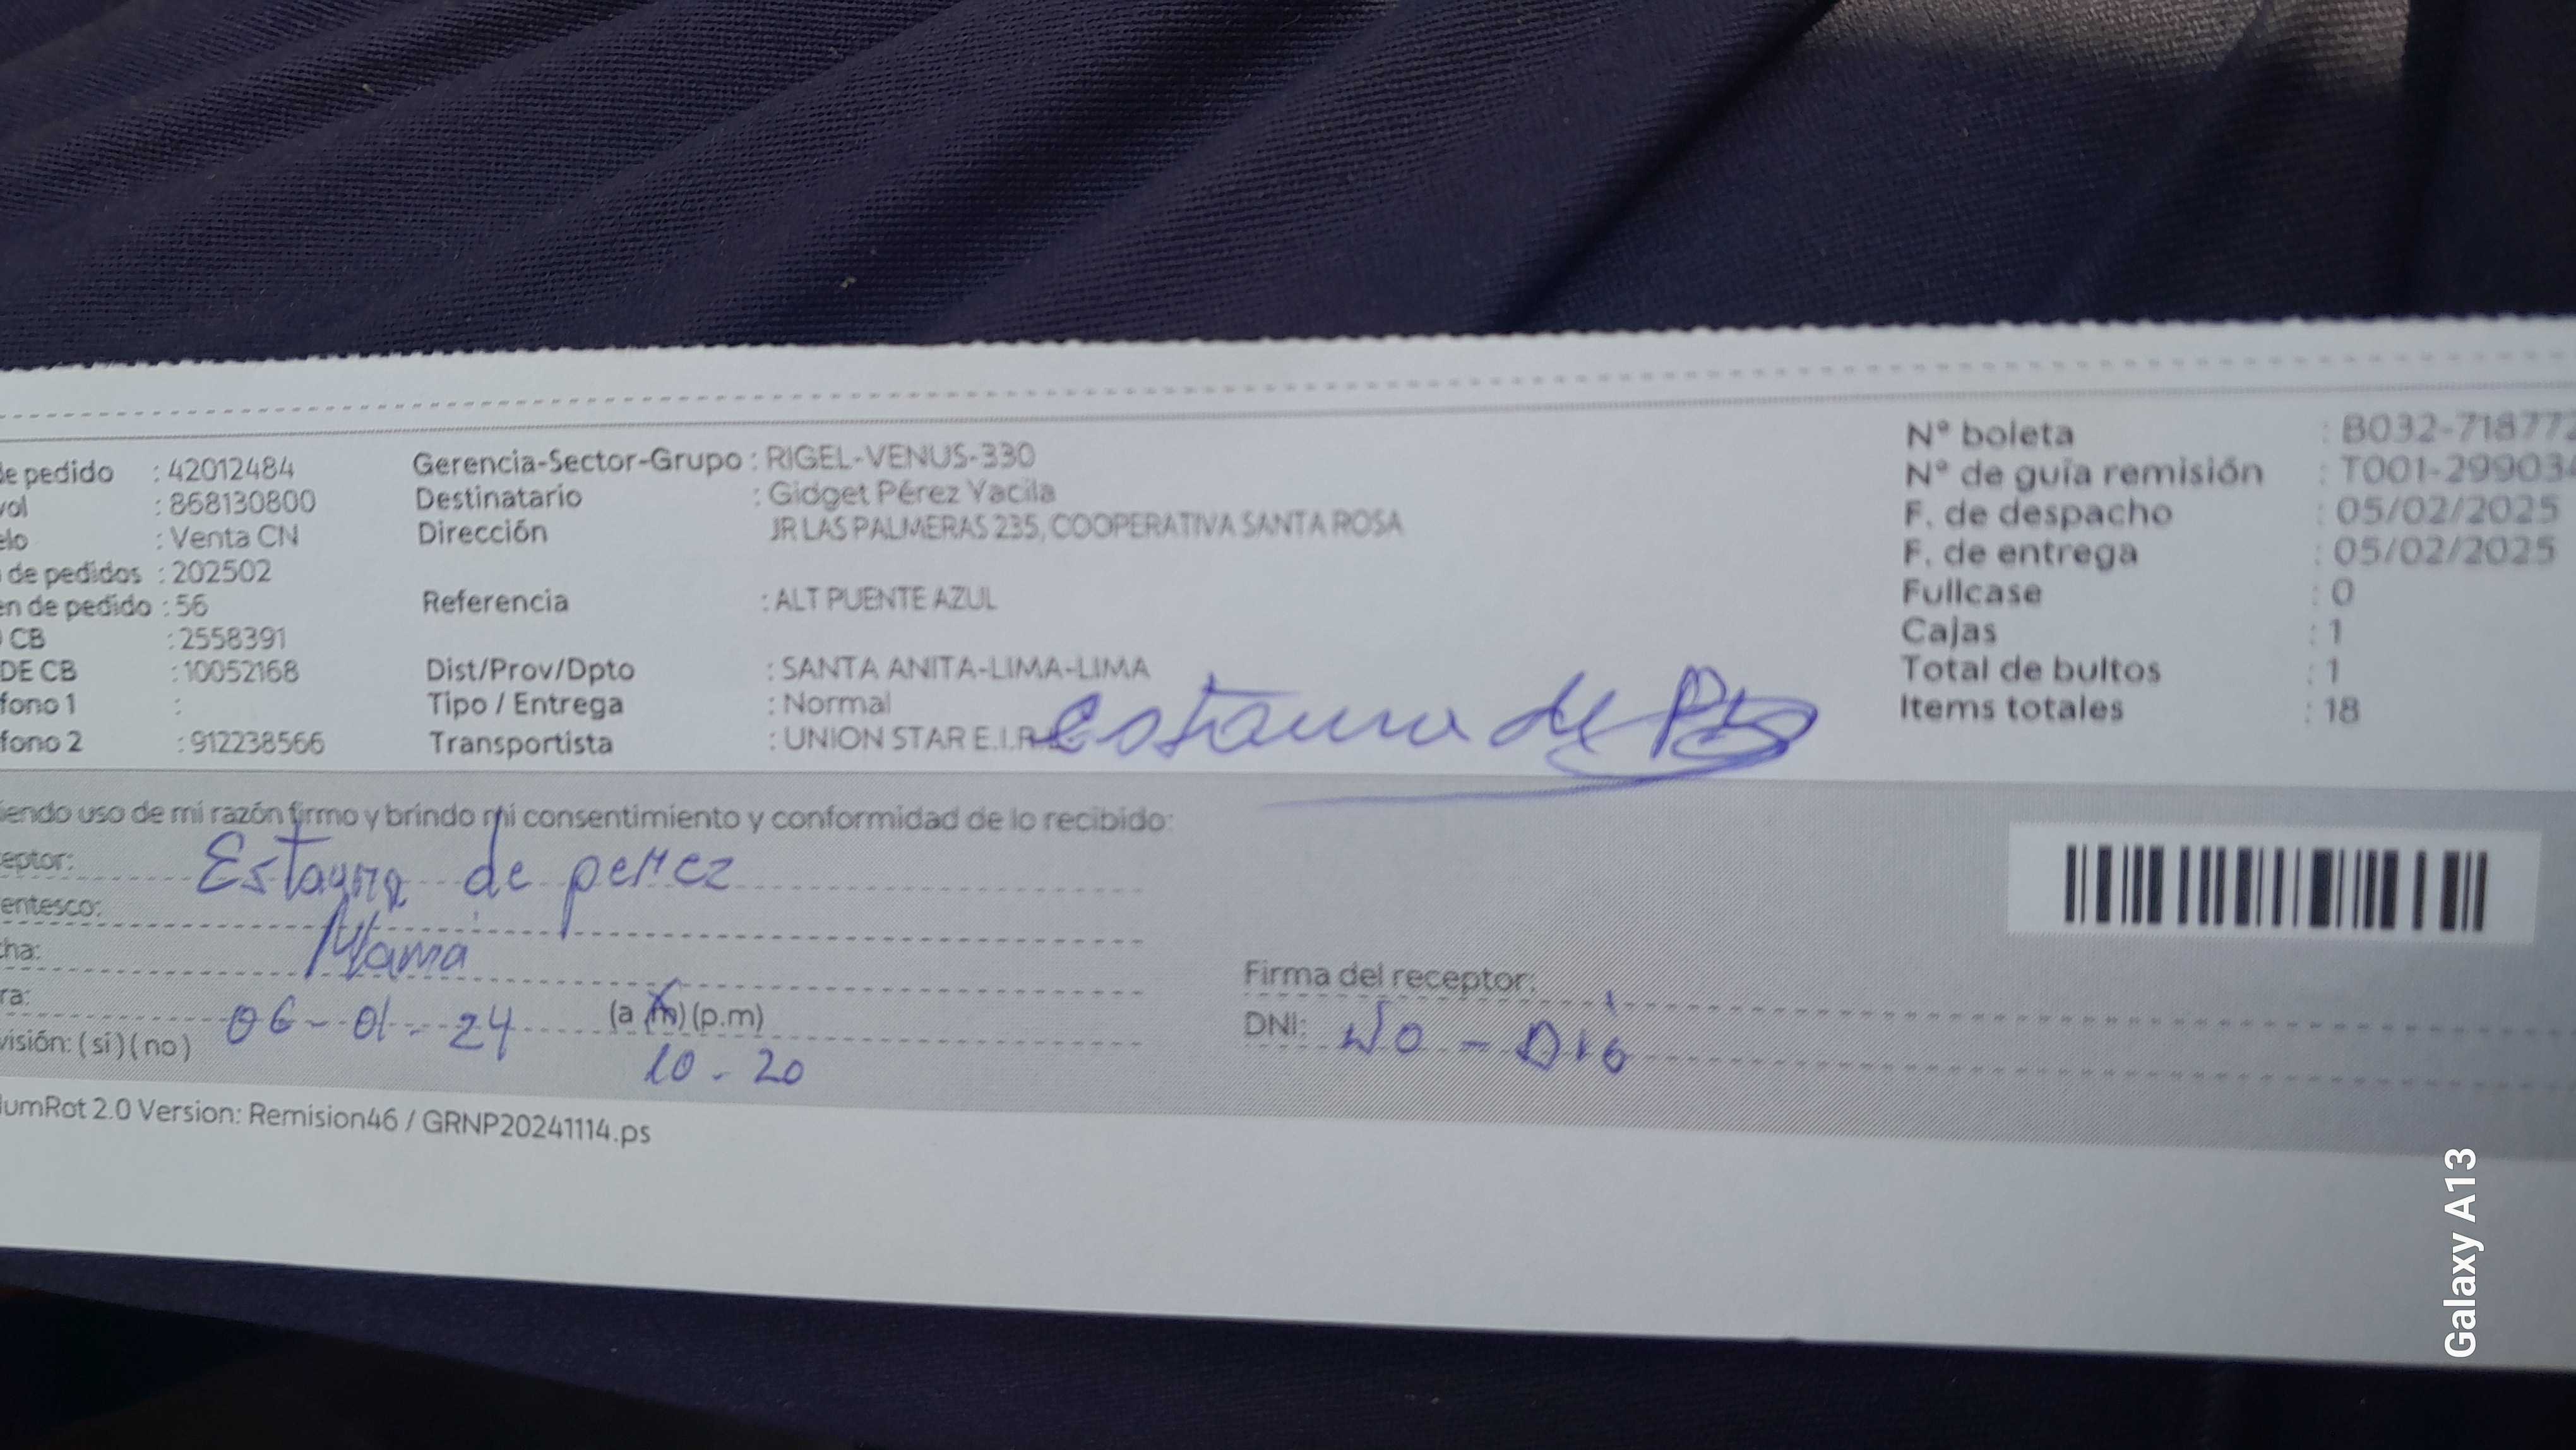 de pedido : 42012484
vol : 868130800
elo : Venta CN
de pedidos : 202502
en de pedido : 56
CB : 2558391
DE CB : 10052168
fono 1 :
fono 2 : 912238566
Gerencia-Sector-Grupo : RIGEL-VENUS-330
Destinatario : Gidget Pérez Yacila
Dirección JR LAS PALMERAS 235, COOPERATIVA SANTA ROSA
Referencia : ALT PUENTE AZUL
Dist/Prov/Dpto : SANTA ANITA-LIMA-LIMA
Tipo / Entrega : Normal
Transportista : UNION STAR E.I.R
N° boleta : B032-718772
N° de guía remisión : T001-299034
F. de despacho : 05/02/2025
F. de entrega : 05/02/2025
Fullcase : 0
Cajas : 1
Total de bultos : 1
Items totales : 18
iendo uso de mi razón firmo y brindo mi consentimiento y conformidad de lo recibido:
eptor: de perez
entesco: Mama
cha:
ra: 06-01-24 (a.m) (p.m)
visión: (si) (no) 10-20
Firma del receptor:
DNI: No - Dió
lumRot 2.0 Version: Remision46 / GRNP20241114.ps
Galaxy A13